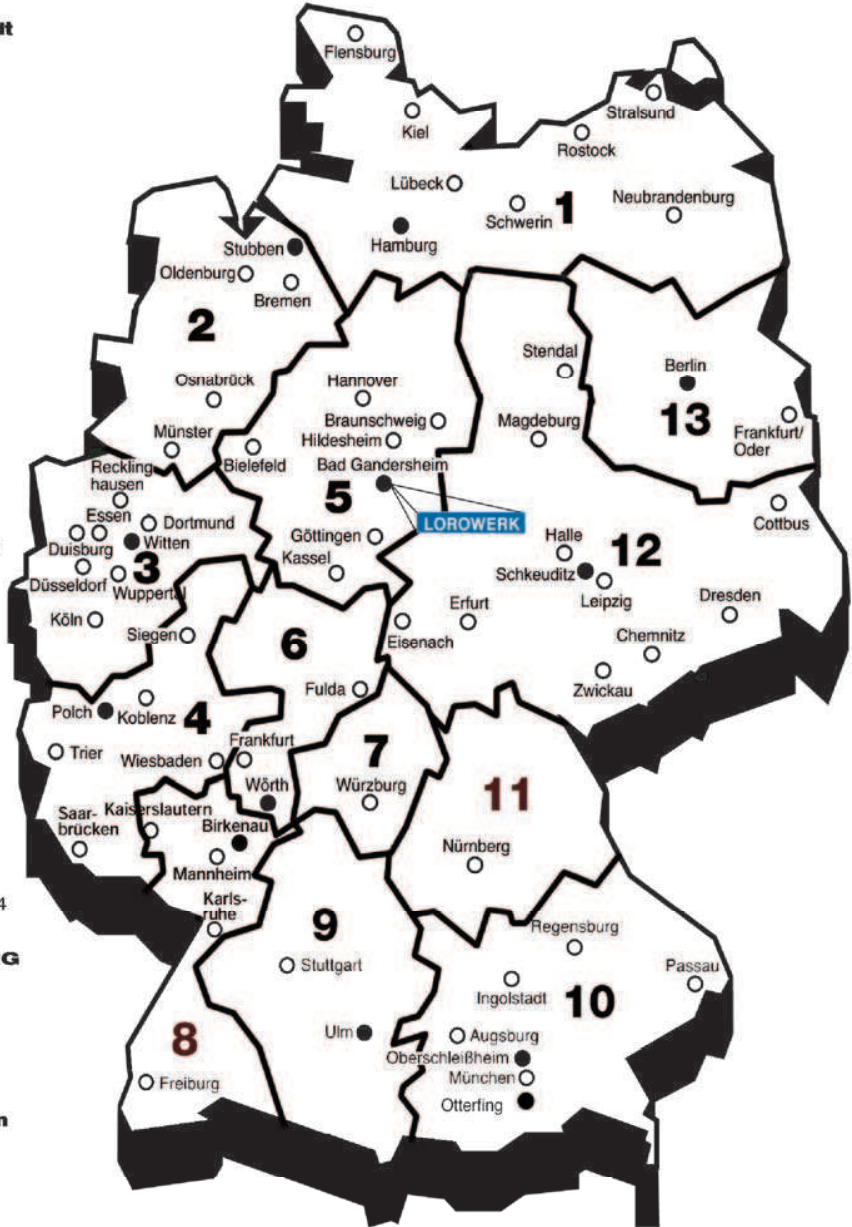 lt
Flensburg
Kiel
Stralsund
Rostock
Lübeck
Schwerin
1
Neubrandenburg
Hamburg
Stubben
Oldenburg
Bremen
2
Osnabrück
Münster
Hannover
Braunschweig
Hildesheim
Bielefeld
Bad Gandersheim
5
LOROWERK
Göttingen
Kassel
Stendal
Magdeburg
Berlin
13
Frankfurt/
Oder
Cottbus
Reckling
hausen
Essen
Dortmund
Duisburg
Witten
3
Düsseldorf
Wuppertal
Köln
Siegen
Halle
12
Schkeuditz
Leipzig
Dresden
Erfurt
Eisenach
Chemnitz
Zwickau
6
Fulda
Polch
Koblenz
4
Trier
Wiesbaden
Frankfurt
Wörth
7
Würzburg
11
Nürnberg
Saar-
brücken
Kaiserslautern
Birkenau
Mannheim
Karls-
ruhe
4
G
9
Stuttgart
Ulm
8
Freiburg
Regensburg
Passau
Ingolstadt
10
Augsburg
Oberschleißheim
München
Otterfing
n